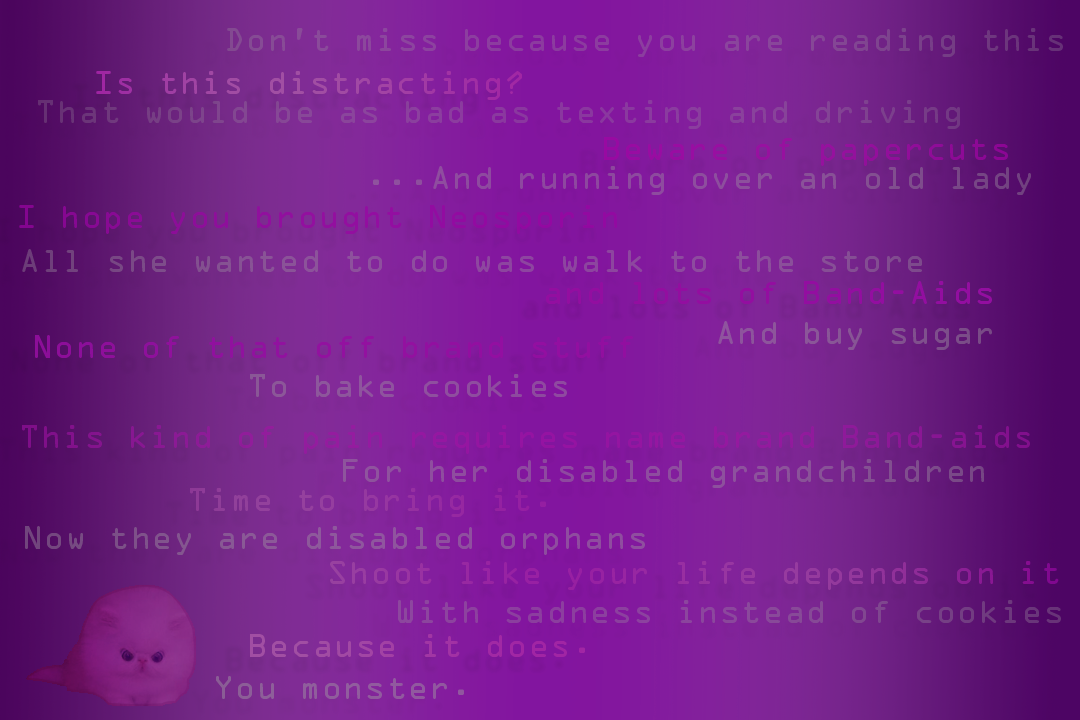 Don't miss because you are reading this
Is this distracting?
That would be as bad as texting and driving
Beware of papercuts
...And running over an old lady
I hope you brought Neosporin
All she wanted to do was walk to the store
and lots of Band-Aids
And buy sugar
None of that off brand stuff
To bake cookies
This kind of pain requires name brand Band-aids
For her disabled grandchildren
Time to bring it.
Now they are disabled orphans
Shoot like your life depends on it
With sadness instead of cookies
Because it does.
You monster.